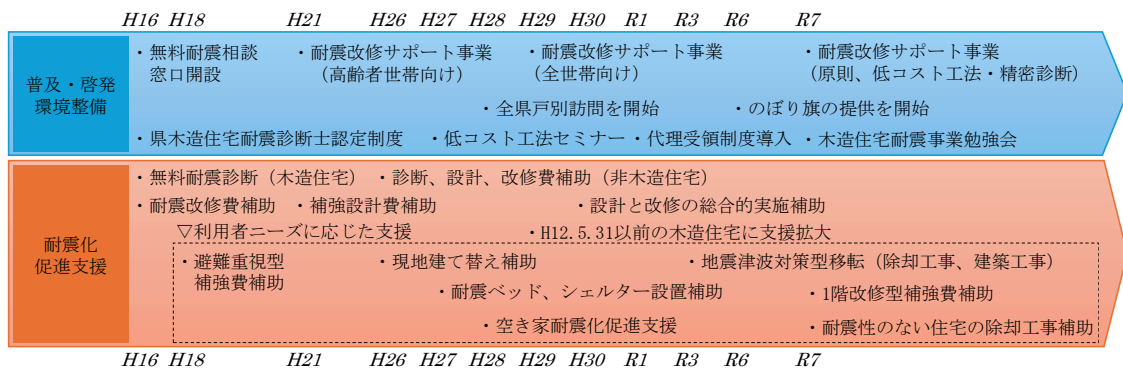 H16 H18 H21 H26 H27 H28 H29 H30 R1 R3 R6 R7
普及・啓発
環境整備
・無料耐震相談
窓口開設
・耐震改修サポート事業
(高齢者世帯向け)
・耐震改修サポート事業
(全世帯向け)
・耐震改修サポート事業
(原則、低コスト工法・精密診断)
・全県戸別訪問を開始 ・のぼり旗の提供を開始
・県木造住宅耐震診断士認定制度 ・低コスト工法セミナー ・代理受領制度導入 ・木造住宅耐震事業勉強会
耐震化
促進支援
・無料耐震診断(木造住宅) ・診断、設計、改修費補助(非木造住宅)
・耐震改修費補助 ・補強設計費補助 ・設計と改修の総合的実施補助
▽利用者ニーズに応じた支援 ・H12.5.31以前の木造住宅に支援拡大
・避難重視型
補強費補助
・現地建て替え補助 ・地震津波対策型移転(除却工事、建築工事)
・耐震ベッド、シェルター設置補助 ・1階改修型補強費補助
・空き家耐震化促進支援 ・耐震性のない住宅の除却工事補助
H16 H18 H21 H26 H27 H28 H29 H30 R1 R3 R6 R7